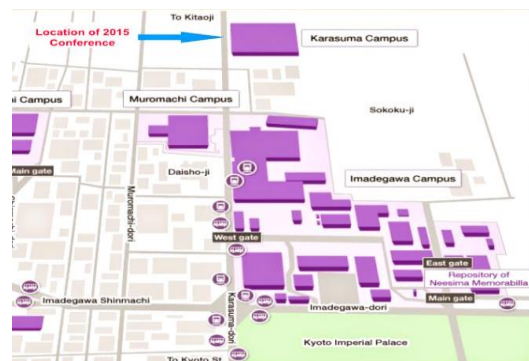 To Kitaoji
Location of 2015
Conference
Karasuma Campus
Campus
Muromachi Campus
Sokoku-ji
Main gate
Daisho-ji
Imadegawa Campus
Muromachi-dori
West gate
East gate
Repository of
Neesima Memorabilla
Main gate
Imadegawa Shinmachi
Karasuma-dori
Imadegawa-dori
Kyoto Imperial Palace
To Kyoto St.